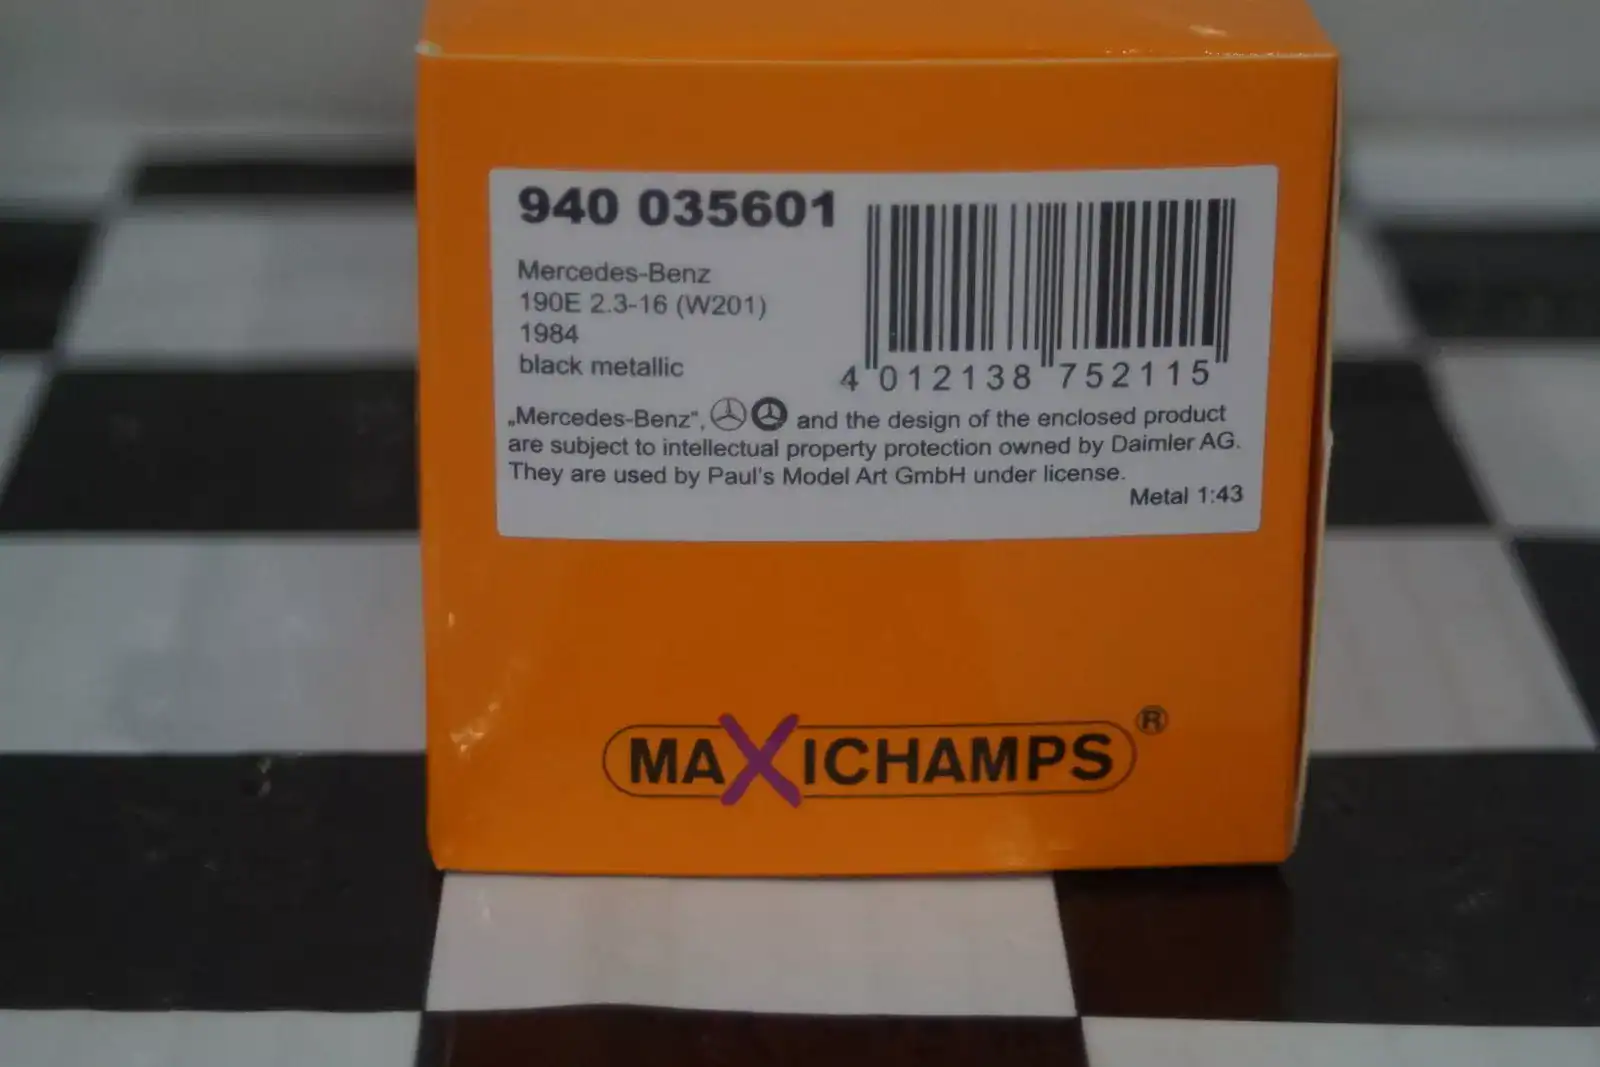 940 035601
Mercedes-Benz
190E 2.3-16 (W201)
1984
black metallic
4 012138 752115
„Mercedes-Benz", and the design of the enclosed product
are subject to intellectual property protection owned by Daimler AG.
They are used by Paul's Model Art GmbH under license.
Metal 1:43
MAXICHAMPS®